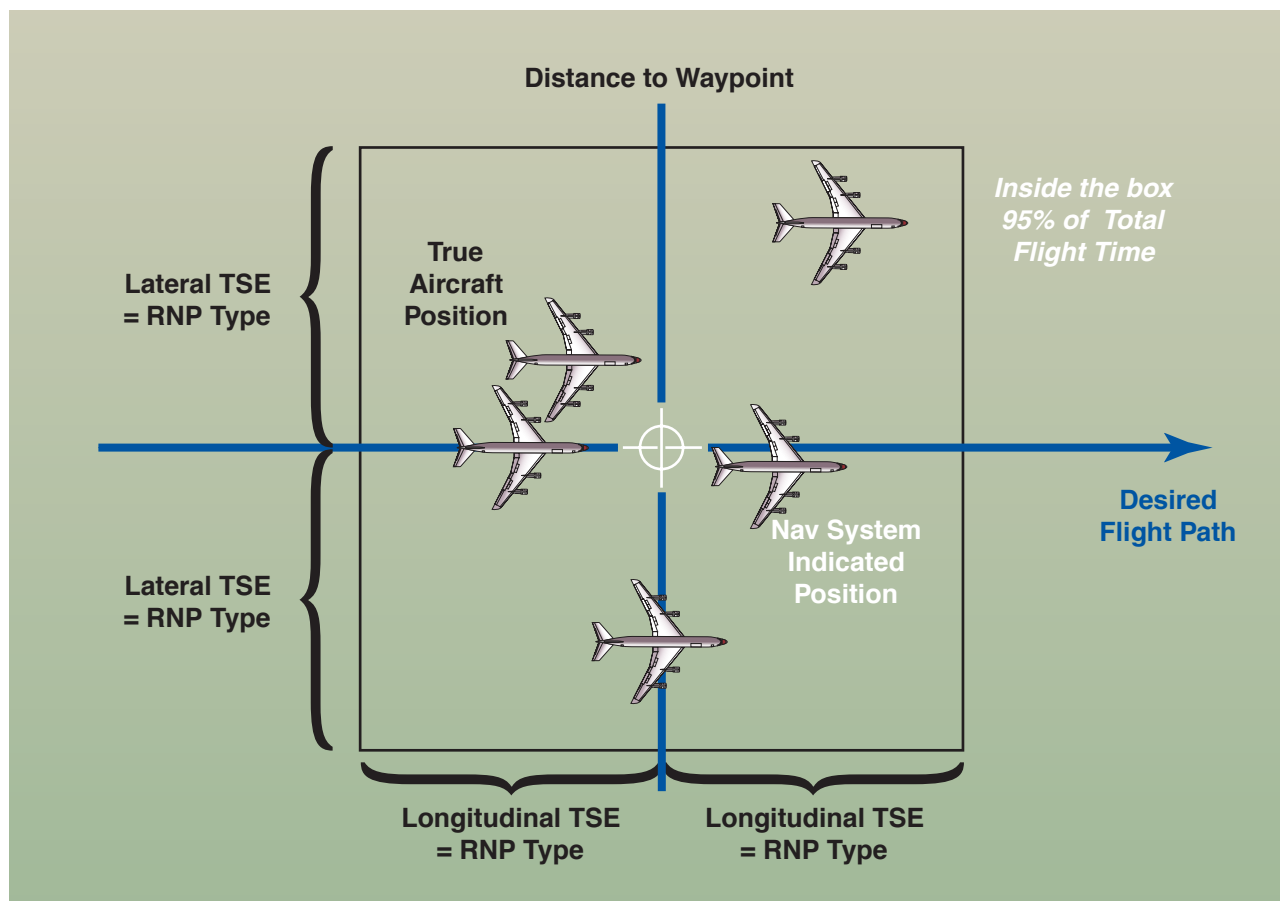 Distance to Waypoint
Inside the box
95% of Total
Flight Time
True
Aircraft
Position
Lateral TSE
= RNP Type
Desired
Flight Path
Nav System
Indicated
Position
Lateral TSE
= RNP Type
Longitudinal TSE
= RNP Type
Longitudinal TSE
= RNP Type